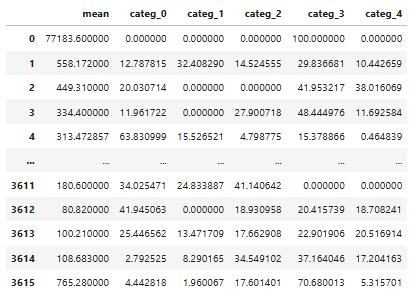 mean categ_0 categ_1 categ_2 categ_3 categ_4
0 77183.600000 0.000000 0.000000 0.000000 100.000000 0.000000
1 558.172000 12.787815 32.408290 14.524555 29.836681 10.442659
2 449.310000 20.030714 0.000000 0.000000 41.953217 38.016069
3 334.400000 11.961722 0.000000 27.900718 48.444976 11.692584
4 313.472857 63.830999 15.526521 4.798775 15.378866 0.464839
... ... ... ... ... ... ...
3611 180.600000 34.025471 24.833887 41.140642 0.000000 0.000000
3612 80.820000 41.945063 0.000000 18.930958 20.415739 18.708241
3613 100.210000 25.446562 13.471709 17.662908 22.901906 20.516914
3614 108.683000 2.792525 8.290165 34.549102 37.164046 17.204163
3615 765.280000 4.442818 1.960067 17.601401 70.680013 5.315701